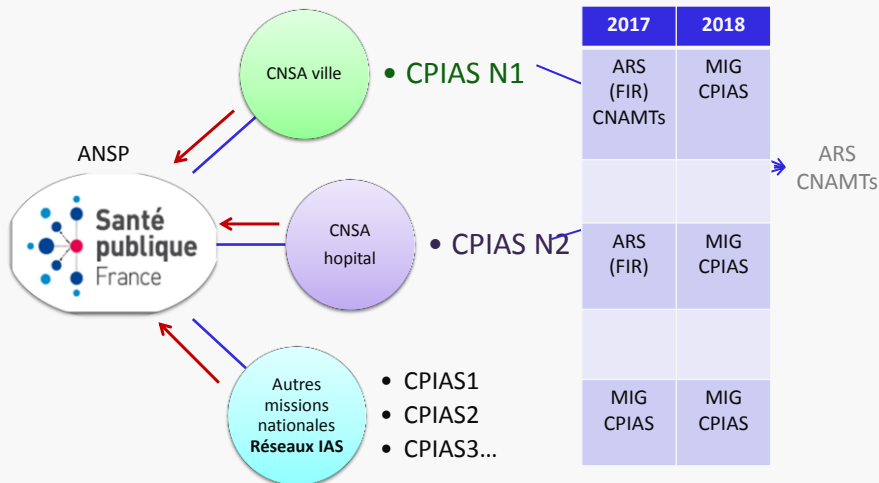 ANSP
Santé
publique
France
CNSA ville
• CPIAS N1
CNSA
hopital
• CPIAS N2
Autres
missions
nationales
Réseaux IAS
• CPIAS1
• CPIAS2
• CPIAS3...
2017 2018
ARS
(FIR)
CNAMTs
MIG
CPIAS
ARS
(FIR)
MIG
CPIAS
MIG
CPIAS
MIG
CPIAS
ARS
CNAMTs